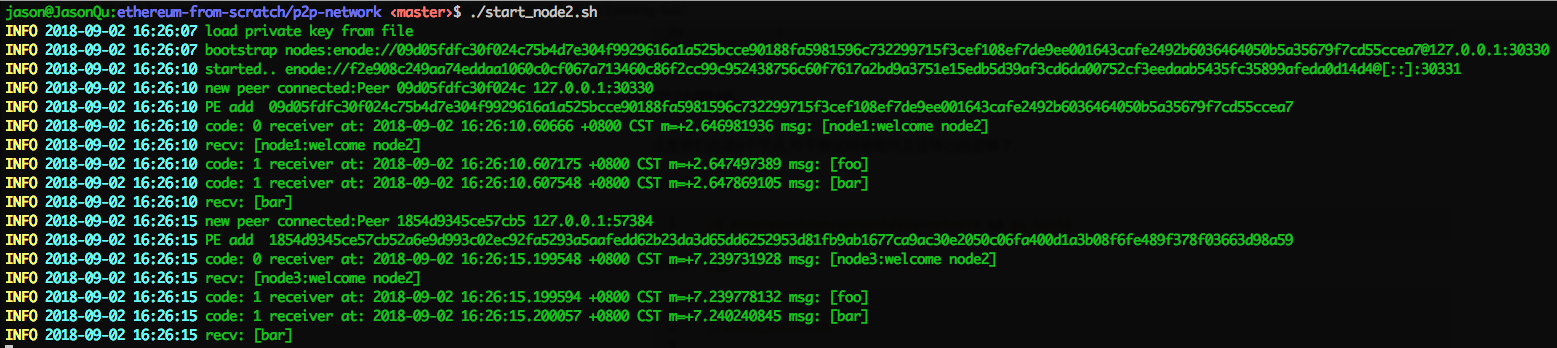 jason@JasonQu:ethereum-from-scratch/p2p-network <master>$ ./start_node2.sh
INFO 2018-09-02 16:26:07 load private key from file
INFO 2018-09-02 16:26:07 bootstrap nodes:enode://09d05fdfc30f024c75b4d7e304f9929616a1a525bcce90188fa5981596c732299715f3cef108ef7de9ee001643cafe2492b6036464050b5a35679f7cd55ccea7@127.0.0.1:30330
INFO 2018-09-02 16:26:10 started.. enode://f2e908c249aa74eddaa1060c0cf067a713460c86f2cc99c952438756c60f7617a2bd9a3751e15edb5d39af3cd6da00752cf3eedaab5435fc35899afeda0d14d4@[::]:30331
INFO 2018-09-02 16:26:10 new peer connected:Peer 09d05fdfc30f024c 127.0.0.1:30330
INFO 2018-09-02 16:26:10 PE add  09d05fdfc30f024c75b4d7e304f9929616a1a525bcce90188fa5981596c732299715f3cef108ef7de9ee001643cafe2492b6036464050b5a35679f7cd55ccea7
INFO 2018-09-02 16:26:10 code: 0 receiver at: 2018-09-02 16:26:10.60666 +0800 CST m=+2.646981936 msg: [node1:welcome node2]
INFO 2018-09-02 16:26:10 recv: [node1:welcome node2]
INFO 2018-09-02 16:26:10 code: 1 receiver at: 2018-09-02 16:26:10.607175 +0800 CST m=+2.647497389 msg: [foo]
INFO 2018-09-02 16:26:10 code: 1 receiver at: 2018-09-02 16:26:10.607548 +0800 CST m=+2.647869105 msg: [bar]
INFO 2018-09-02 16:26:10 recv: [bar]
INFO 2018-09-02 16:26:15 new peer connected:Peer 1854d9345ce57cb5 127.0.0.1:57384
INFO 2018-09-02 16:26:15 PE add  1854d9345ce57cb52a6e9d993c02ec92fa5293a5aafedd62b23da3d65dd6252953d81fb9ab1677ca9ac30e2050c06fa400d1a3b08f6fe489f378f03663d98a59
INFO 2018-09-02 16:26:15 code: 0 receiver at: 2018-09-02 16:26:15.199548 +0800 CST m=+7.239731928 msg: [node3:welcome node2]
INFO 2018-09-02 16:26:15 recv: [node3:welcome node2]
INFO 2018-09-02 16:26:15 code: 1 receiver at: 2018-09-02 16:26:15.199594 +0800 CST m=+7.239778132 msg: [foo]
INFO 2018-09-02 16:26:15 code: 1 receiver at: 2018-09-02 16:26:15.200057 +0800 CST m=+7.240240845 msg: [bar]
INFO 2018-09-02 16:26:15 recv: [bar]